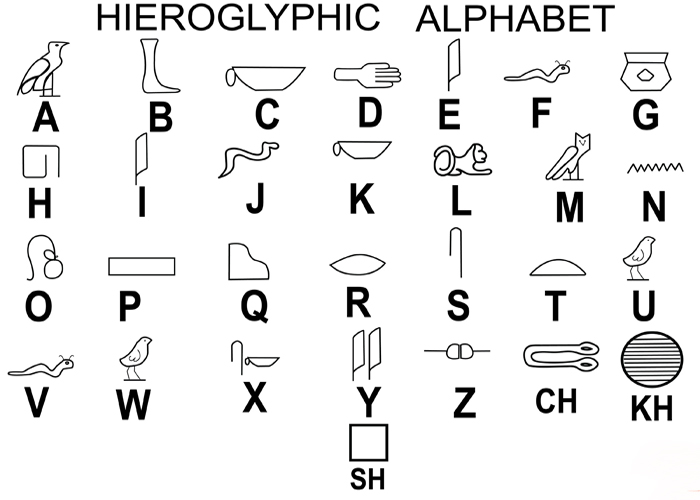 HIEROGLYPHIC ALPHABET
A B C D E F G
H I J K L M N
O P Q R S T U
V W X Y Z CH KH
SH